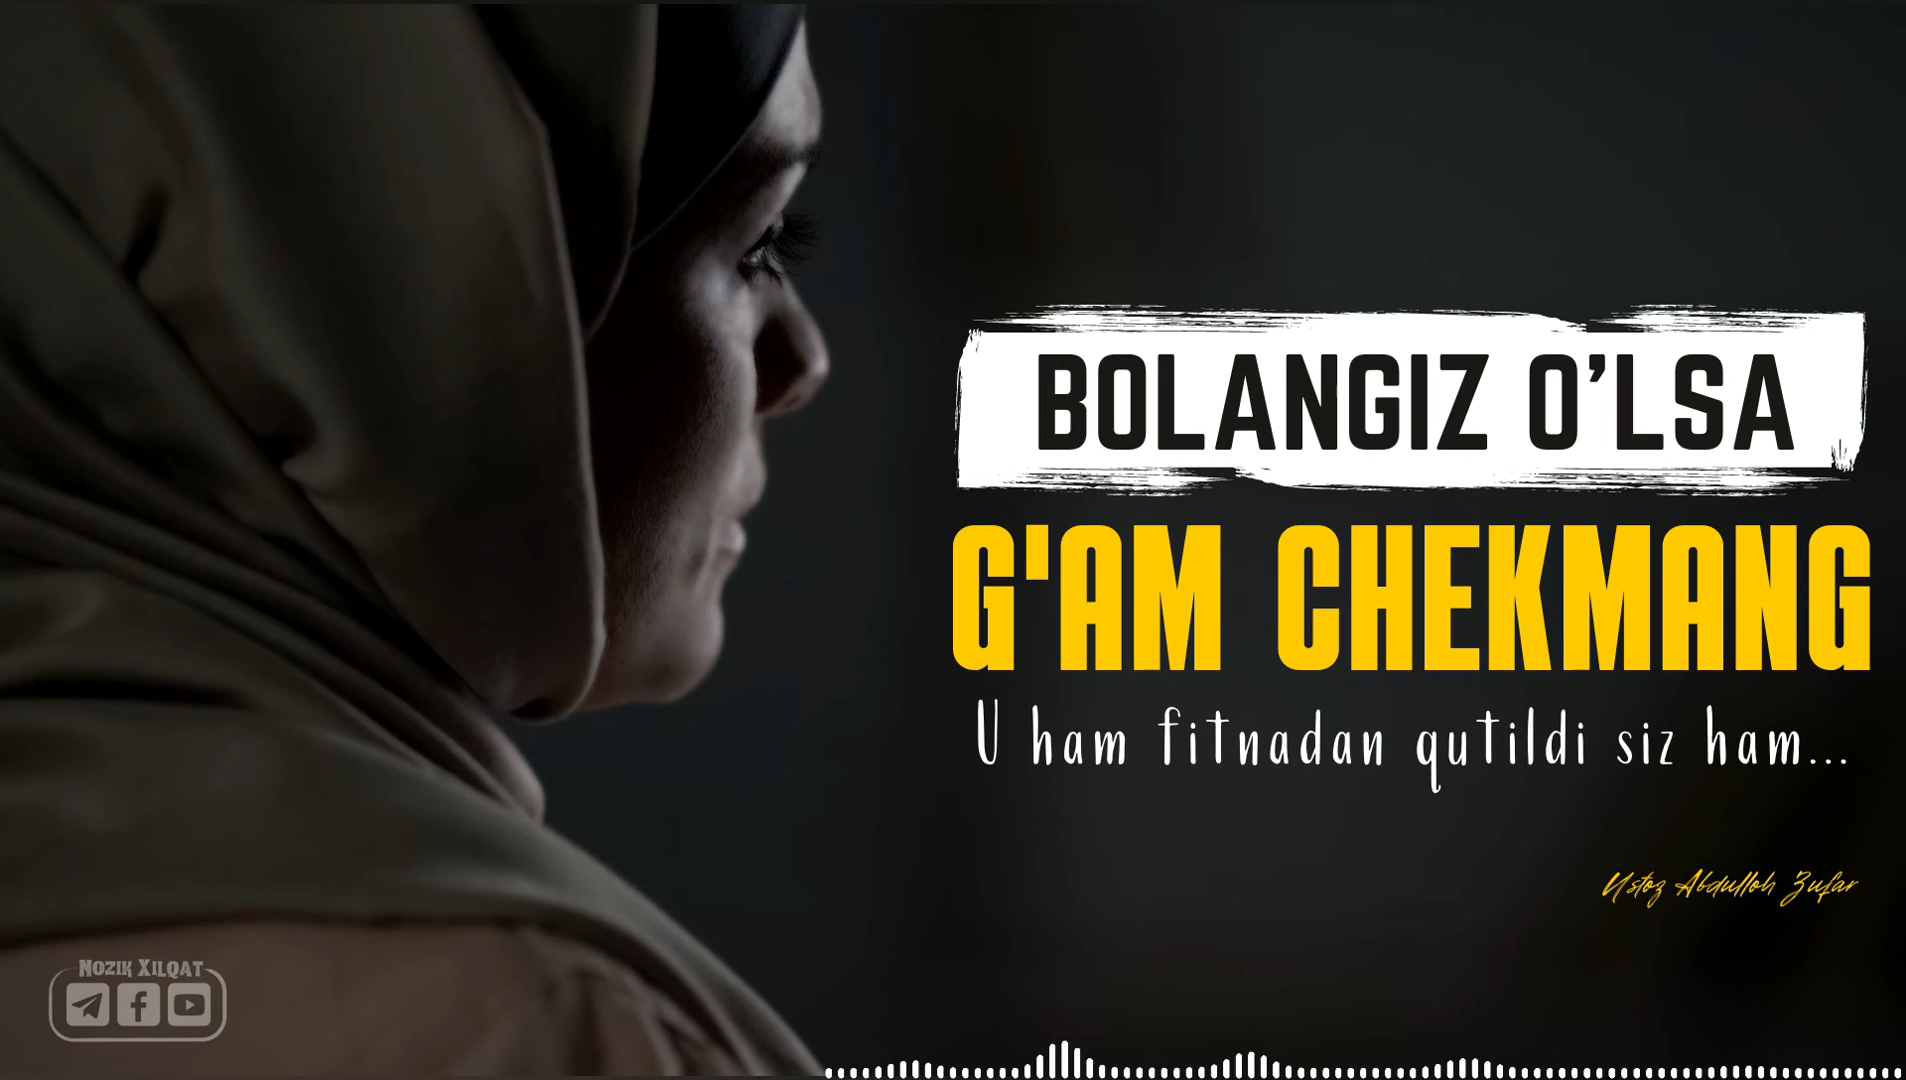 BOLANGIZ O’LSA
G'AM CHEKMANG
U ham fitnadan qutildi siz ham...
Ustoz Abdulloh Zufar
NOZIK XILQAT